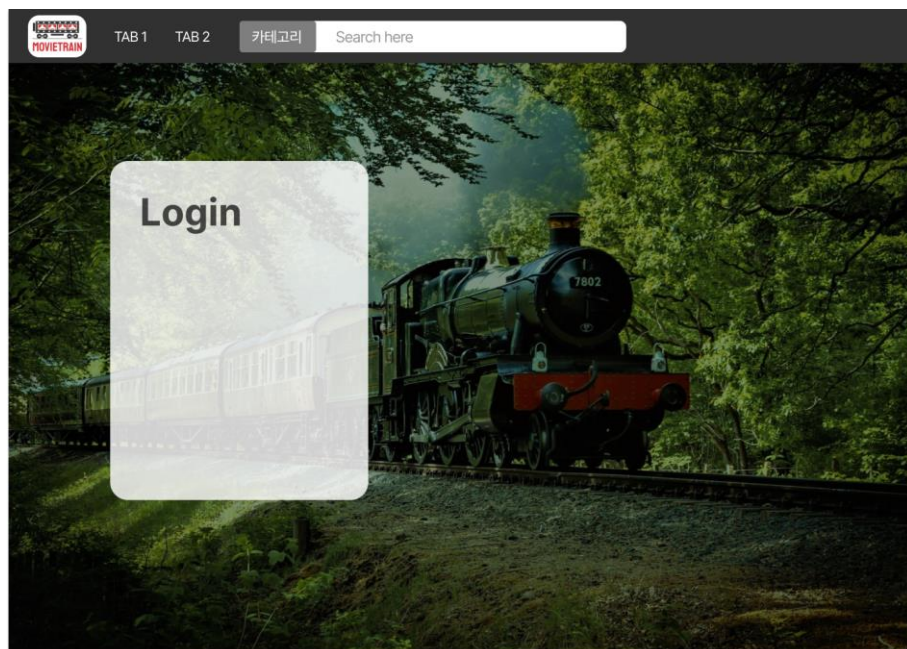 MOVIETRAIN
TAB 1
TAB 2
카테고리
Search here
Login
7802